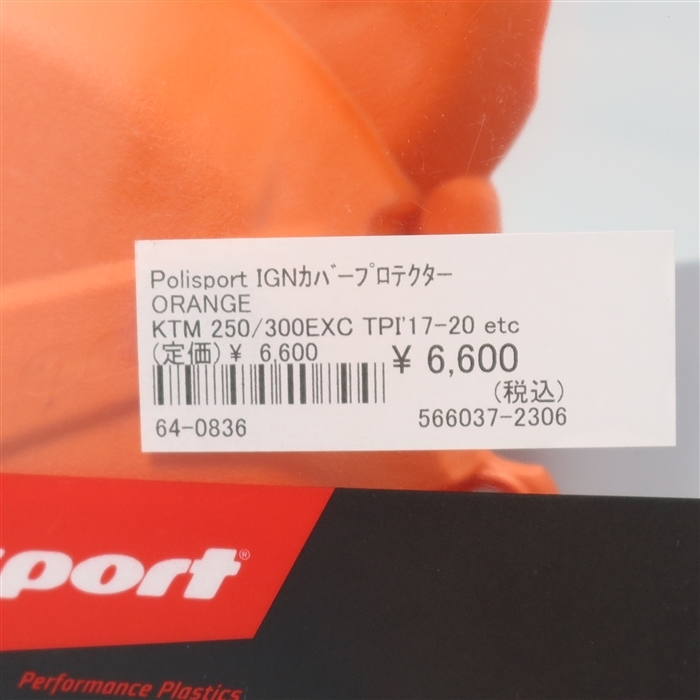 Polisport IGNｶﾊﾞｰﾌﾟﾛﾃｸﾀｰ
ORANGE
KTM 250/300EXC TPI'17-20 etc
(定価)¥ 6,600
¥ 6,600
(税込)
64-0836
566037-2306
sport®
Performance Plastics